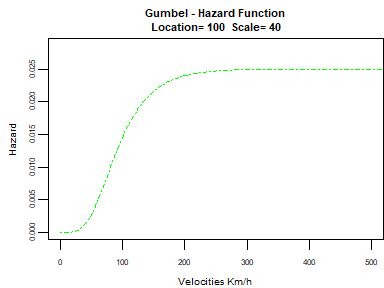 Gumbel - Hazard Function
Location= 100 Scale= 40
0.025
0.020
0.015
0.010
0.005
0.000
Hazard
0 100 200 300 400 500
Velocities Km/h